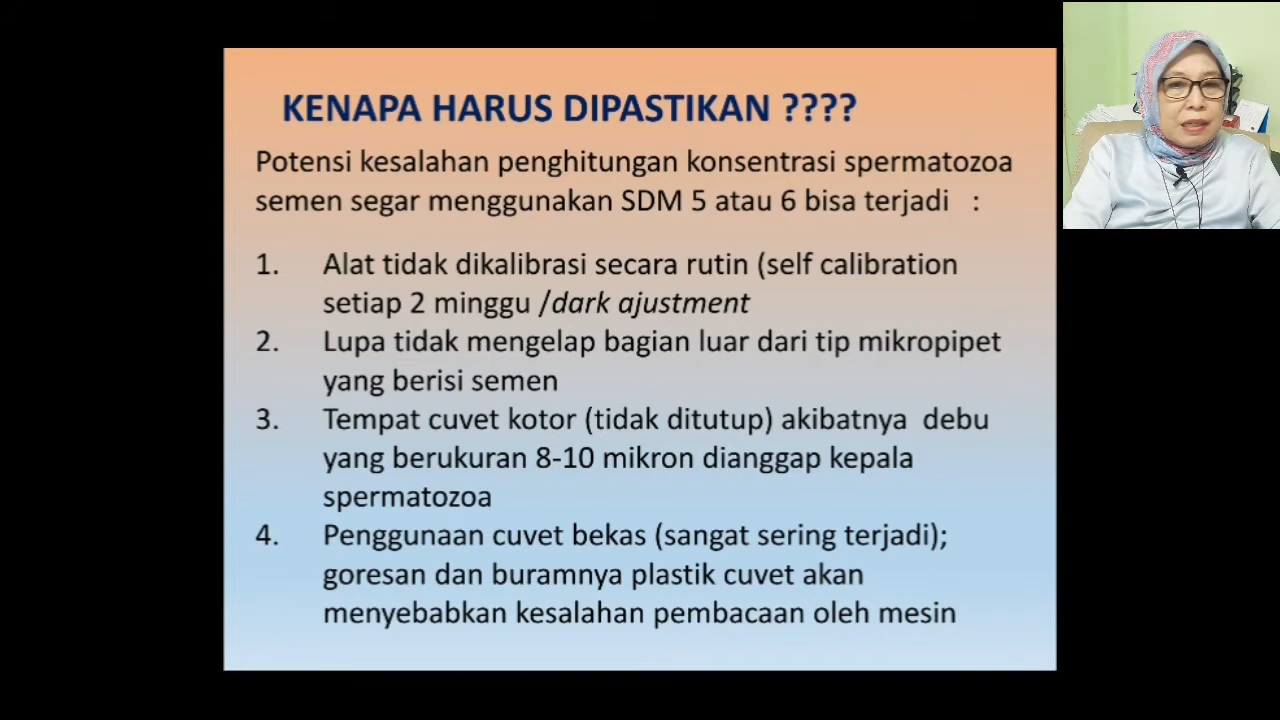 KENAPA HARUS DIPASTIKAN ????
Potensi kesalahan penghitungan konsentrasi spermatozoa
semen segar menggunakan SDM 5 atau 6 bisa terjadi :
1. Alat tidak dikalibrasi secara rutin (self calibration
setiap 2 minggu /dark ajustment
2. Lupa tidak mengelap bagian luar dari tip mikropipet
yang berisi semen
3. Tempat cuvet kotor (tidak ditutup) akibatnya debu
yang berukuran 8-10 mikron dianggap kepala
spermatozoa
4. Penggunaan cuvet bekas (sangat sering terjadi);
goresan dan buramnya plastik cuvet akan
menyebabkan kesalahan pembacaan oleh mesin